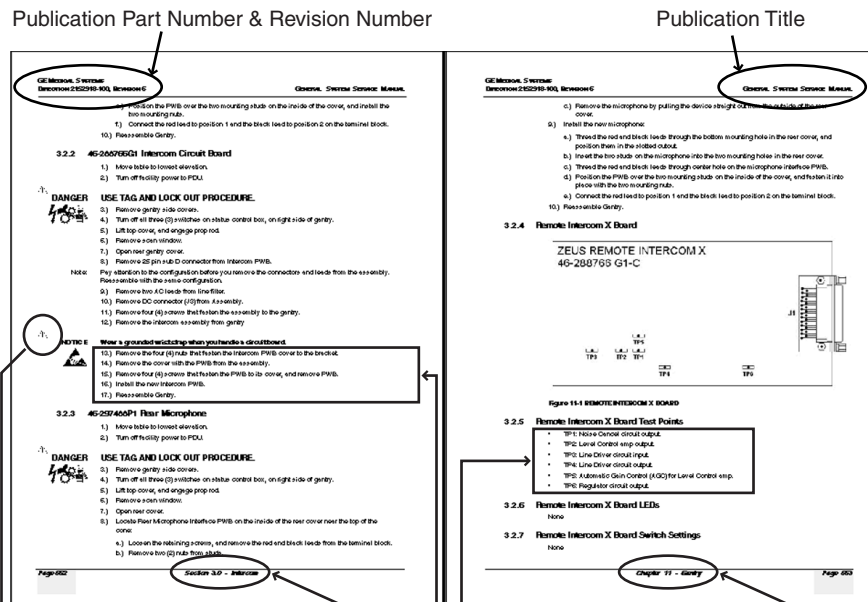 Publication Part Number & Revision Number
Publication Title
GE MEDICAL SYSTEMS
DIRECTION 2152918-100, REVISION 6
GENERAL SYSTEM SERVICE MANUAL
e.) Position the PWB over the two mounting studs on the inside of the cover, and install the
two mounting nuts.
f.) Connect the red lead to position 1 and the black lead to position 2 on the terminal block.
10.) Reassemble Gantry.
3.2.2 46-288766G1 Intercom Circuit Board
1.) Move table to lowest elevation.
2.) Turn off facility power to PDU.
DANGER USE TAG AND LOCK OUT PROCEDURE.
3.) Remove gantry side covers.
4.) Turn off all three (3) switches on status control box, on right side of gantry.
5.) Lift top cover, and engage prop rod.
6.) Remove scan window.
7.) Open rear gantry cover.
8.) Remove 25 pin sub D connector from Intercom PWB.
Note: Pay attention to the configuration before you remove the connectors and leads from the assembly.
Reassemble with the same configuration.
9.) Remove two AC leads from line filter.
10.) Remove DC connector (J3) from Assembly.
11.) Remove four (4) screws that fasten the assembly to the gantry.
12.) Remove the intercom assembly from gantry
NOTICE Wear a grounded wriststrap when you handle a circuit board.
13.) Remove the four (4) nuts that fasten the Intercom PWB cover to the bracket.
14.) Remove the cover with the PWB from the assembly.
15.) Remove four (4) screws that fasten the PWB to its cover, and remove PWB.
16.) Install the new Intercom PWB.
17.) Reassemble Gantry.
3.2.3 46-297466P1 Rear Microphone
1.) Move table to lowest elevation.
2.) Turn off facility power to PDU.
DANGER USE TAG AND LOCK OUT PROCEDURE.
3.) Remove gantry side covers.
4.) Turn off all three (3) switches on status control box, on right side of gantry.
5.) Lift top cover, and engage prop rod.
6.) Remove scan window.
7.) Open rear cover.
8.) Locate Rear Microphone Interface PWB on the inside of the rear cover near the top of the
cone:
a.) Loosen the retaining screws, and remove the red and black leads from the terminal block.
b.) Remove two (2) nuts from studs.
Page 652
Section 3.0 - Intercom
GE MEDICAL SYSTEMS
DIRECTION 2152918-100, REVISION 6
GENERAL SYSTEM SERVICE MANUAL
c.) Remove the microphone by pulling the device straight out from the outside of the rear
cover.
9.) Install the new microphone:
a.) Thread the red and black leads through the bottom mounting hole in the rear cover, and
position them in the slotted cutout.
b.) Insert the two studs on the microphone into the two mounting holes in the rear cover.
c.) Thread the red and black leads through center hole on the microphone interface PWB.
d.) Position the PWB over the two mounting studs on the inside of the cover, and fasten it into
place with the two mounting nuts.
e.) Connect the red lead to position 1 and the black lead to position 2 on the terminal block.
10.) Reassemble Gantry.
3.2.4 Remote Intercom X Board
ZEUS REMOTE INTERCOM X
46-288766 G1-C
J1
TP5
TP3 TP2 TP1
TP4 TP6
Figure 11-1 REMOTE INTERCOM X BOARD
3.2.5 Remote Intercom X Board Test Points
• TP1: Noise Cancel circuit output.
• TP2: Level Control amp output.
• TP3: Line Driver circuit input.
• TP4: Line Driver circuit output.
• TP5: Automatic Gain Control (AGC) for Level Control amp.
• TP6: Regulator circuit output.
3.2.6 Remote Intercom X Board LEDs
None
3.2.7 Remote Intercom X Board Switch Settings
None
Chapter 11 - Gantry
Page 653